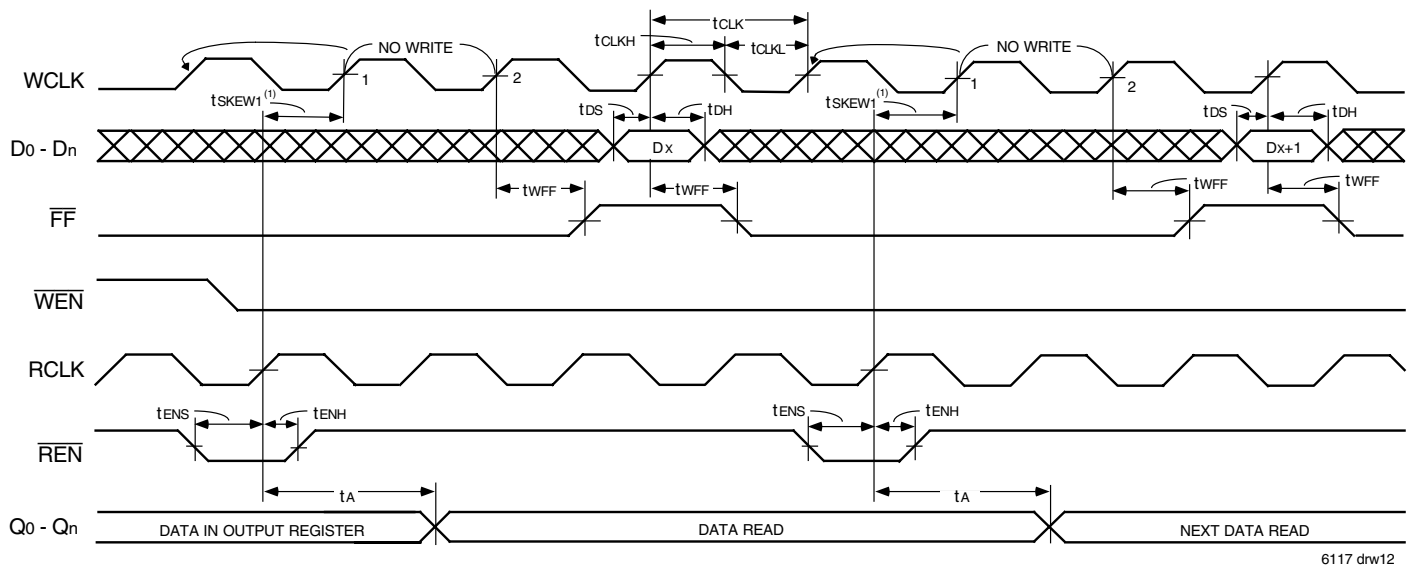 tCLK
NO WRITE
tCLKH
tCLKL
NO WRITE
WCLK
1
2
1
2
tSKEW1(1)
tDS
tDH
tSKEW1(1)
tDS
tDH
D0 - Dn
DX
DX+1
tWFF
tWFF
tWFF
tWFF
FF
WEN
RCLK
tENS
tENH
tENS
tENH
REN
tA
tA
Q0 - Qn
DATA IN OUTPUT REGISTER
DATA READ
NEXT DATA READ
6117 drw12